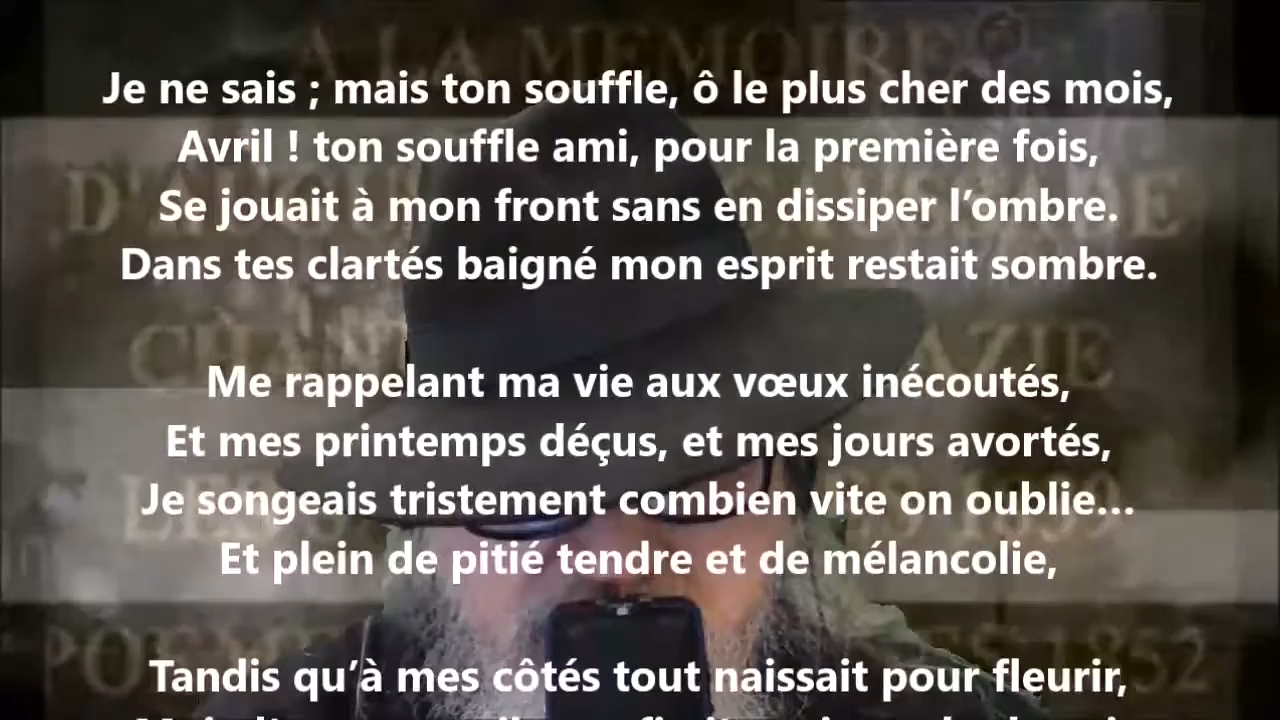 A LA MEMOIRE
Je ne sais ; mais ton souffle, ô le plus cher des mois,
Avril ! ton souffle ami, pour la première fois,
Se jouait à mon front sans en dissiper l’ombre.
Dans tes clartés baigné mon esprit restait sombre.
Me rappelant ma vie aux vœux inécoutés,
Et mes printemps déçus, et mes jours avortés,
Je songeais tristement combien vite on oublie...
Et plein de pitié tendre et de mélancolie,
Tandis qu’à mes côtés tout naissait pour fleurir,